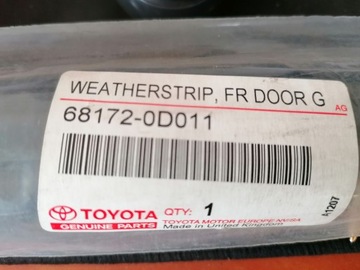 WEATHERSTRIP, FR DOOR G
AG
68172-0D011
TOYOTA
GENUINE PARTS
QTY: 1
TOYOTA MOTOR EUROPE-NV/SA
Made in United Kingdom
A1207